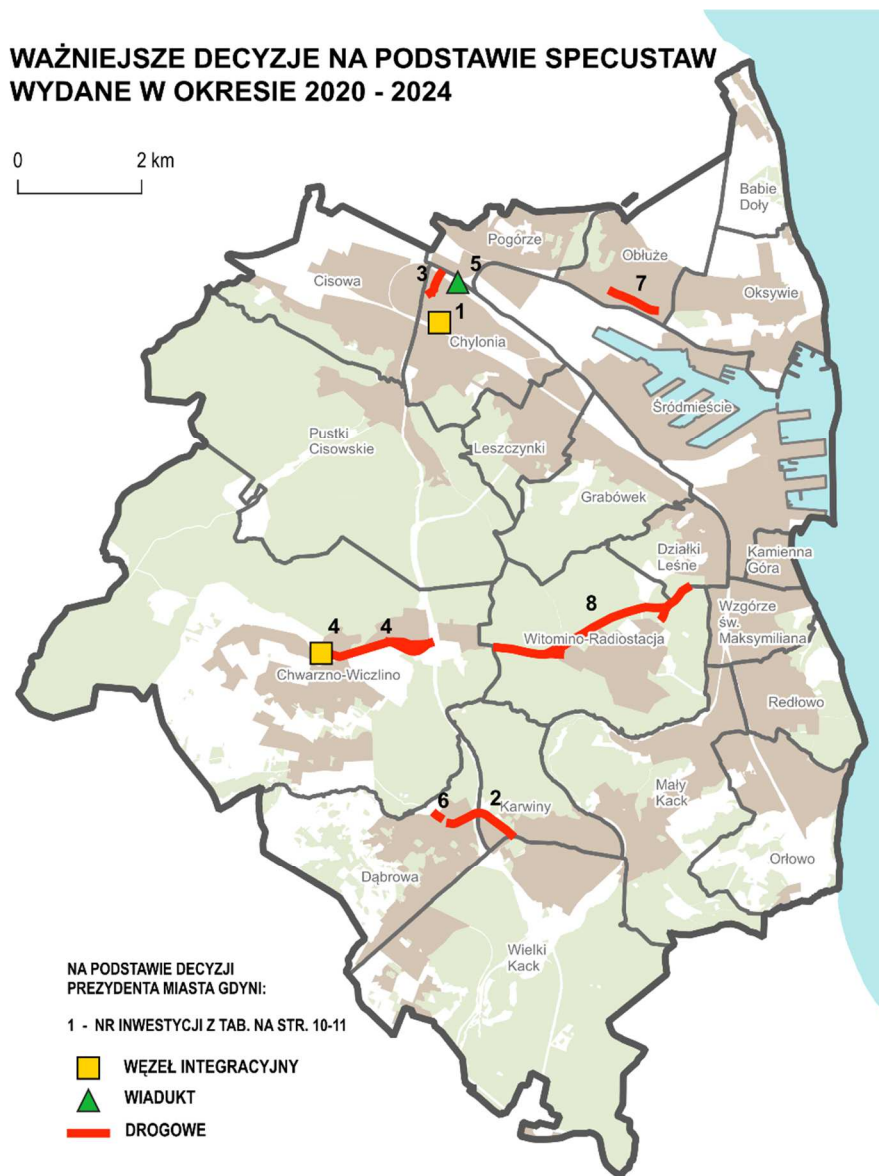 WAŻNIEJSZE DECYZJE NA PODSTAWIE SPECUSTAW
WYDANE W OKRESIE 2020 - 2024
0 2 km
Babie
Doły
Pogórze
Obłuże
Cisowa
3
5
7
Oksywie
1
Chylonia
Śródmieście
Pustki
Cisowskie
Leszczynki
Grabówek
Działki
Leśne
Kamienna
Góra
8
Wzgórze
św.
Maksymiliana
4
4
Witomino-Radiostacja
Chwarzno-Wiczlino
Redłowo
Mały
Kack
6
2
Karwiny
Orłowo
Dąbrowa
Wielki
Kack
NA PODSTAWIE DECYZJI
PREZYDENTA MIASTA GDYNI:
1 - NR INWESTYCJI Z TAB. NA STR. 10-11
WĘZEŁ INTEGRACYJNY
WIADUKT
DROGOWE